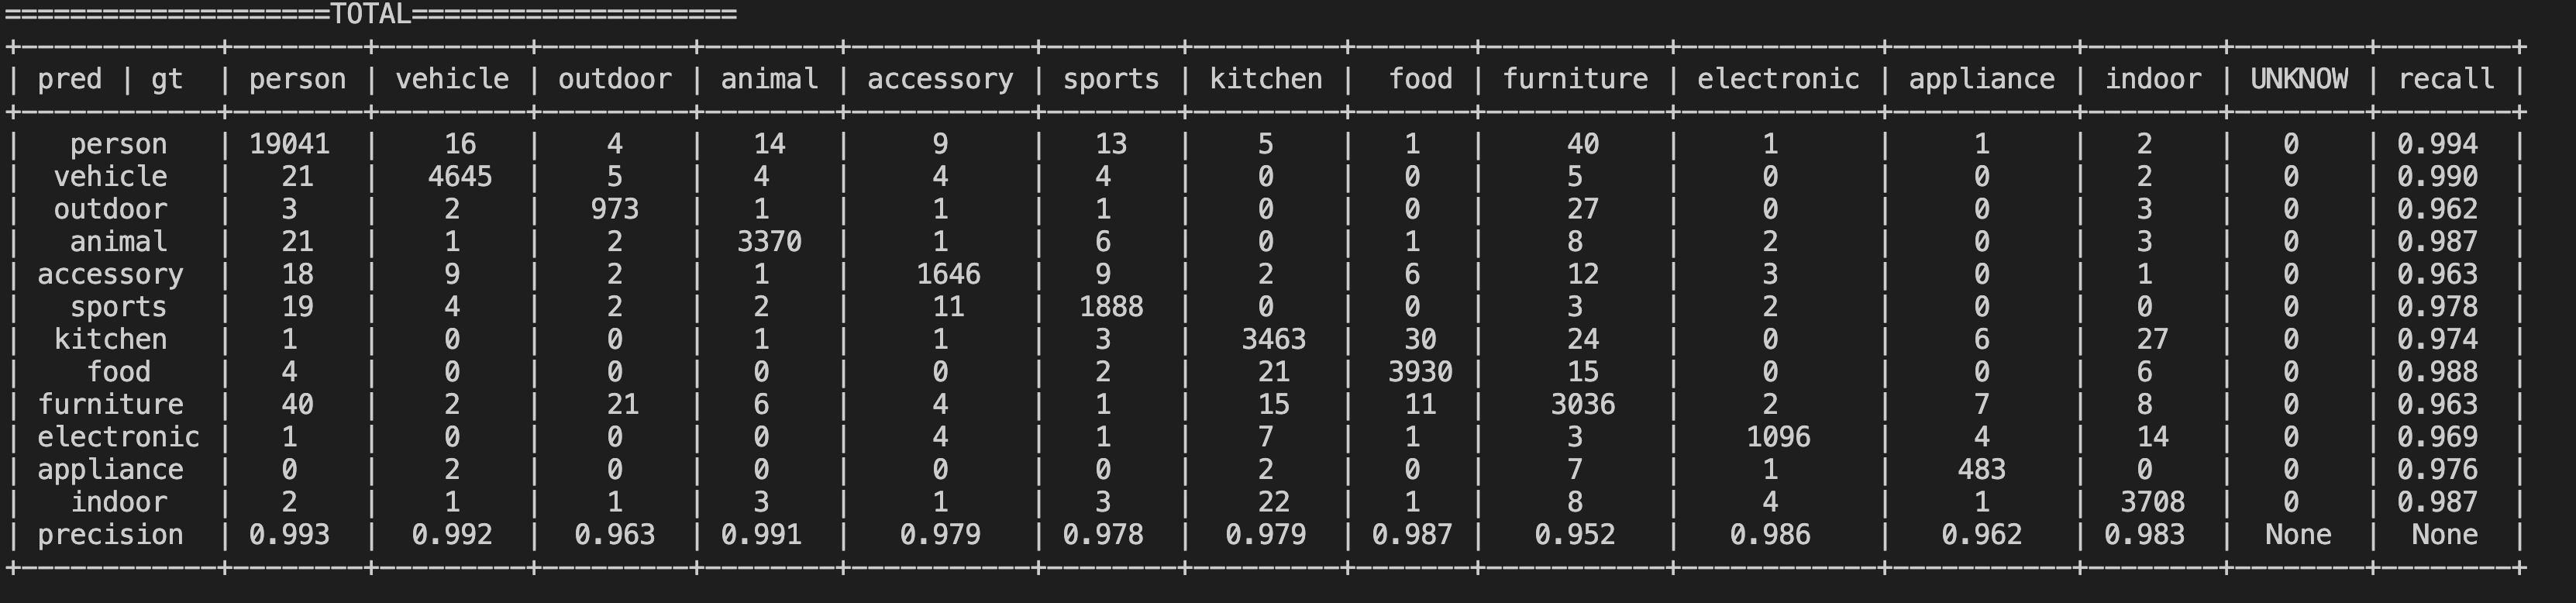 ====================TOTAL====================
+------------+--------+---------+---------+--------+-----------+--------+---------+-------+-----------+------------+-----------+--------+--------+--------+
| pred | gt | person | vehicle | outdoor | animal | accessory | sports | kitchen | food | furniture | electronic | appliance | indoor | UNKNOW | recall |
+------------+--------+---------+---------+--------+-----------+--------+---------+-------+-----------+------------+-----------+--------+--------+--------+
| person | 19041 | 16 | 4 | 14 | 9 | 13 | 5 | 1 | 40 | 1 | 1 | 2 | 0 | 0.994 |
| vehicle | 21 | 4645 | 5 | 4 | 4 | 4 | 0 | 0 | 5 | 0 | 0 | 2 | 0 | 0.990 |
| outdoor | 3 | 2 | 973 | 1 | 1 | 1 | 0 | 0 | 27 | 0 | 0 | 3 | 0 | 0.962 |
| animal | 21 | 1 | 2 | 3370 | 1 | 6 | 0 | 1 | 8 | 2 | 0 | 3 | 0 | 0.987 |
| accessory | 18 | 9 | 2 | 1 | 1646 | 9 | 2 | 6 | 12 | 3 | 0 | 1 | 0 | 0.963 |
| sports | 19 | 4 | 2 | 2 | 11 | 1888 | 0 | 0 | 3 | 2 | 0 | 0 | 0 | 0.978 |
| kitchen | 1 | 0 | 0 | 1 | 1 | 3 | 3463 | 30 | 24 | 0 | 6 | 27 | 0 | 0.974 |
| food | 4 | 0 | 0 | 0 | 0 | 2 | 21 | 3930 | 15 | 0 | 0 | 6 | 0 | 0.988 |
| furniture | 40 | 2 | 21 | 6 | 4 | 1 | 15 | 11 | 3036 | 2 | 7 | 8 | 0 | 0.963 |
| electronic | 1 | 0 | 0 | 0 | 4 | 1 | 7 | 1 | 3 | 1096 | 4 | 14 | 0 | 0.969 |
| appliance | 0 | 2 | 0 | 0 | 0 | 0 | 2 | 0 | 7 | 1 | 483 | 0 | 0 | 0.976 |
| indoor | 2 | 1 | 1 | 3 | 1 | 3 | 22 | 1 | 8 | 4 | 1 | 3708 | 0 | 0.987 |
| precision | 0.993 | 0.992 | 0.963 | 0.991 | 0.979 | 0.978 | 0.979 | 0.987 | 0.952 | 0.986 | 0.962 | 0.983 | None | None |
+------------+--------+---------+---------+--------+-----------+--------+---------+-------+-----------+------------+-----------+--------+--------+--------+